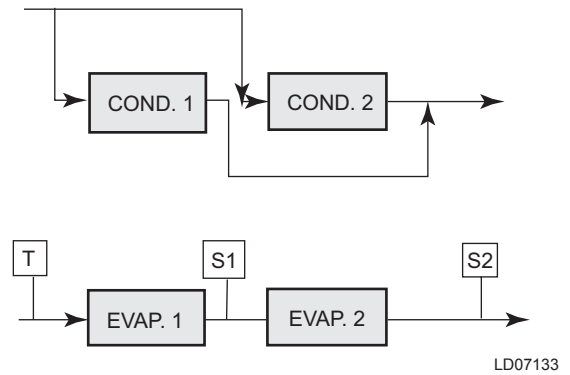 COND. 1
COND. 2
T
S1
S2
EVAP. 1
EVAP. 2
LD07133